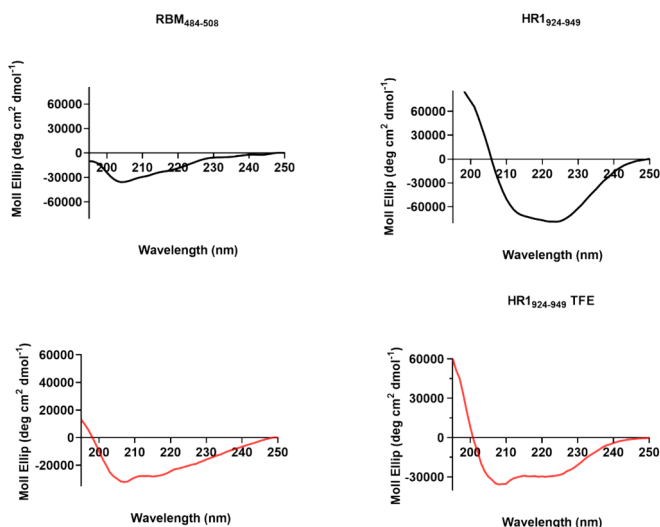 RBM484-508
HR1924-949
Moll Ellip (deg cm2 dmol-1)
60000
30000
0
-30000
-60000
200 210 220 230 240 250
Wavelength (nm)
Moll Ellip (deg cm2 dmol-1)
60000
30000
0
-30000
-60000
200 210 220 230 240 250
Wavelength (nm)
HR1924-949 TFE
Moll Ellip (deg cm2 dmol-1)
60000
40000
20000
0
-20000
200 210 220 230 240 250
Wavelength (nm)
Moll Ellip (deg cm2 dmol-1)
60000
30000
0
-30000
200 210 220 230 240 250
Wavelength (nm)